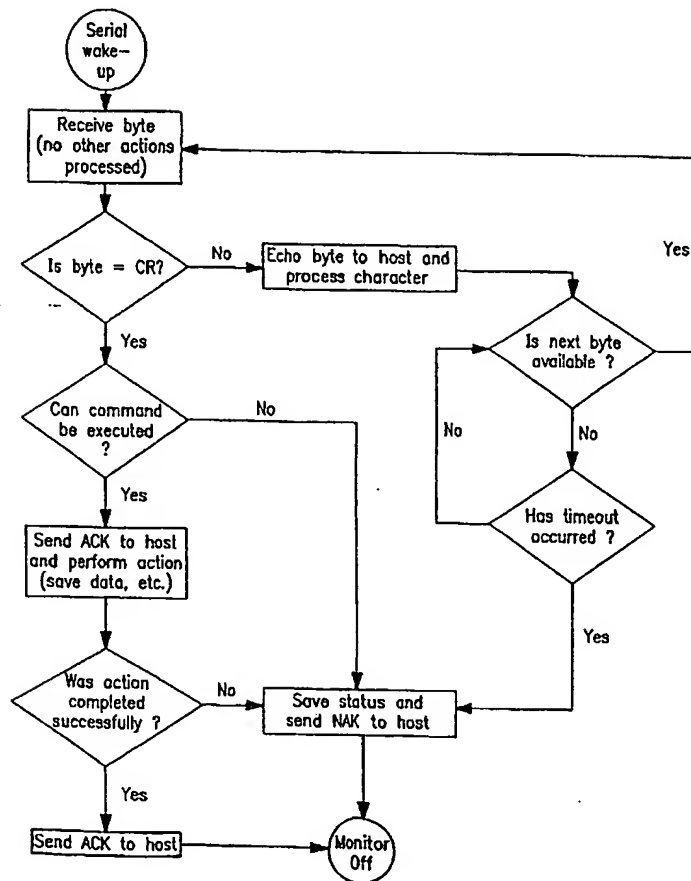 Serial
wake-
up
Receive byte
(no other actions
processed)
Is byte = CR?
No
Echo byte to host and
process character
Yes
Yes
Is next byte
available ?
Can command
be executed
?
No
No
No
Yes
Has timeout
occurred ?
Send ACK to host
and perform action
(save data, etc.)
Yes
Was action
completed
successfully ?
No
Save status and
send NAK to host
Yes
Send ACK to host
Monitor
Off